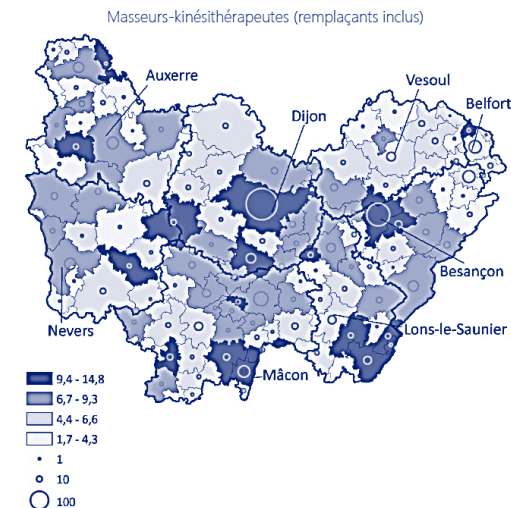 Masseurs-kinésithérapeutes (remplaçants inclus)
Auxerre
Vesoul
Belfort
Dijon
Besançon
Nevers
Lons-le-Saunier
Mâcon
9,4 - 14,8
6,7 - 9,3
4,4 - 6,6
1,7 - 4,3
1
10
100